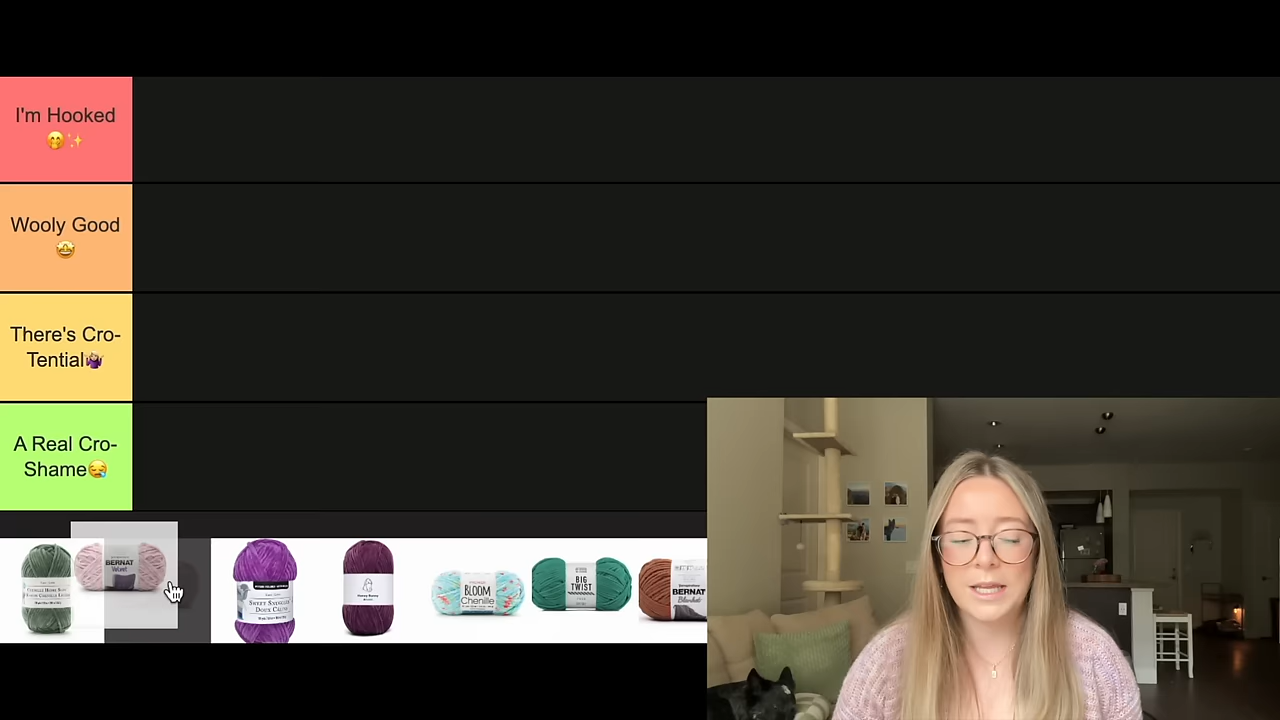 I'm Hooked
🤭✨
Wooly Good
🤩
There's Cro-
Tential🤷🏼‍♀️
A Real Cro-
Shame😪
BERNAT
Velvet
SWEET SNUGGLES
BLOOM
Chenille
BIG
TWIST
BERNAT
Blanket